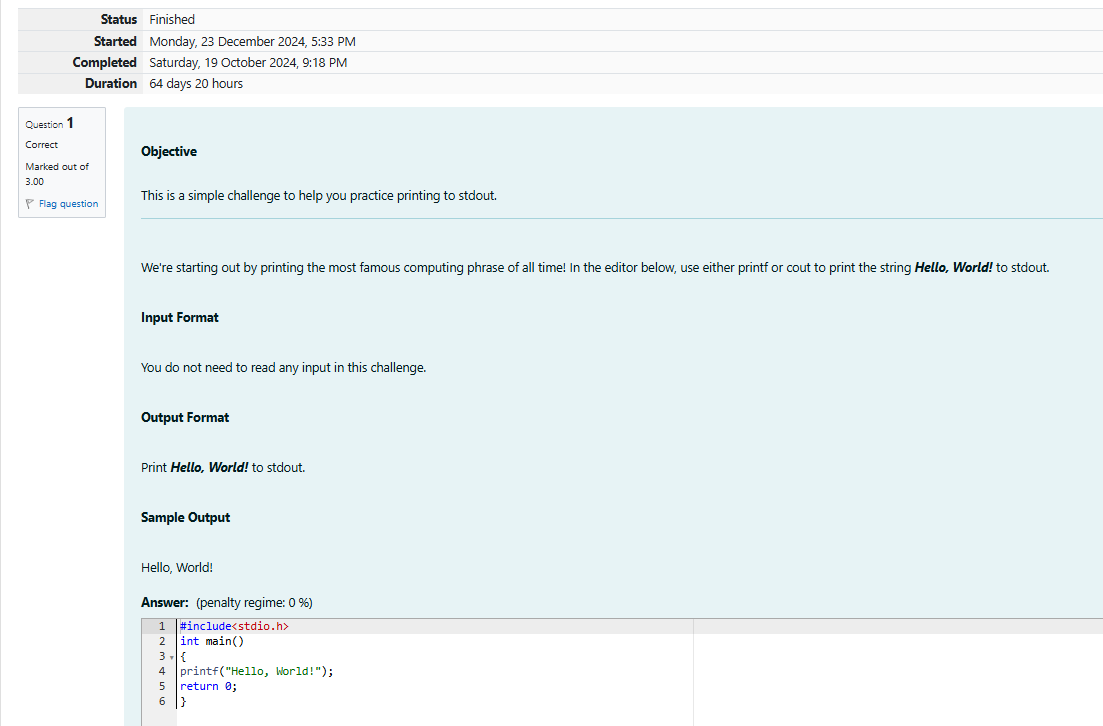 Status Finished
Started Monday, 23 December 2024, 5:33 PM
Completed Saturday, 19 October 2024, 9:18 PM
Duration 64 days 20 hours
Question 1
Correct
Marked out of
3.00
Flag question
Objective
This is a simple challenge to help you practice printing to stdout.
We're starting out by printing the most famous computing phrase of all time! In the editor below, use either printf or cout to print the string Hello, World! to stdout.
Input Format
You do not need to read any input in this challenge.
Output Format
Print Hello, World! to stdout.
Sample Output
Hello, World!
Answer: (penalty regime: 0 %)
1 #include<stdio.h>
2 int main()
3 {
4 printf("Hello, World!");
5 return 0;
6 }